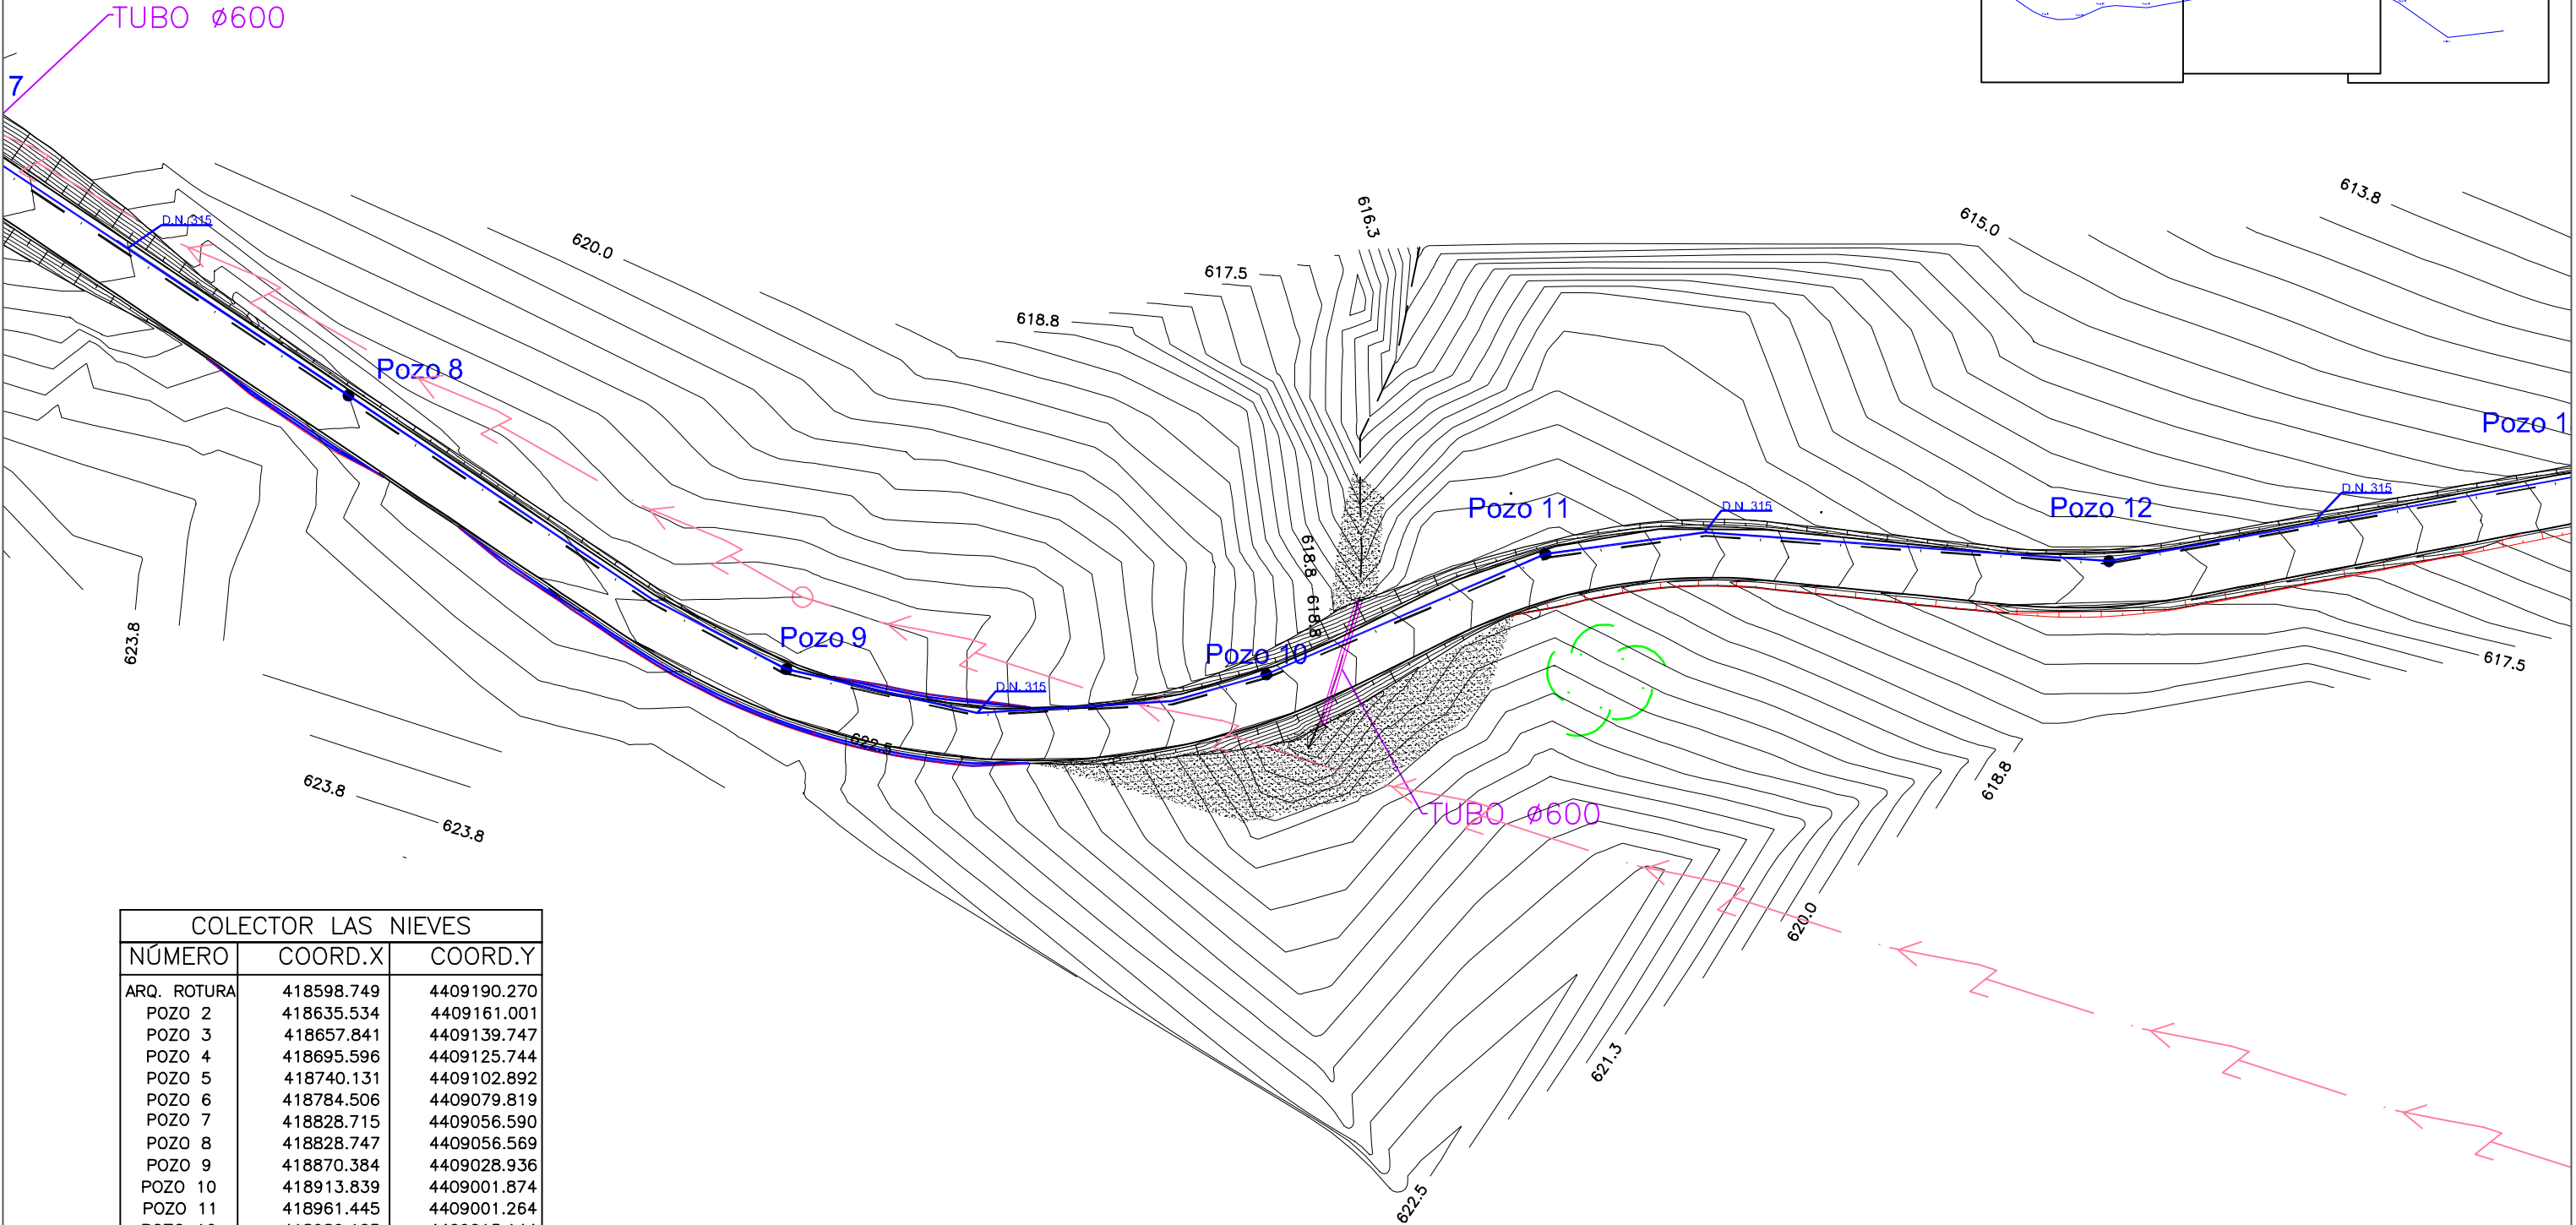 TUBO ø600
7
613.8
616.3
615.0
D.N. 315
620.0
617.5
618.8
Pozo 8
Pozo 1
D.N. 315
Pozo 11
D.N. 315
Pozo 12
618.8
618.8
623.8
Pozo 9
Pozo 10
617.5
D.N. 315
622.5
618.8
623.8
TUBO ø600
623.8
620.0
621.3
622.5
COLECTOR LAS NIEVES
NÚMERO COORD.X COORD.Y
ARQ. ROTURA 418598.749 4409190.270
POZO 2 418635.534 4409161.001
POZO 3 418657.841 4409139.747
POZO 4 418695.596 4409125.744
POZO 5 418740.131 4409102.892
POZO 6 418784.506 4409079.819
POZO 7 418828.715 4409056.590
POZO 8 418828.747 4409056.569
POZO 9 418870.384 4409028.936
POZO 10 418913.839 4409001.874
POZO 11 418961.445 4409001.264